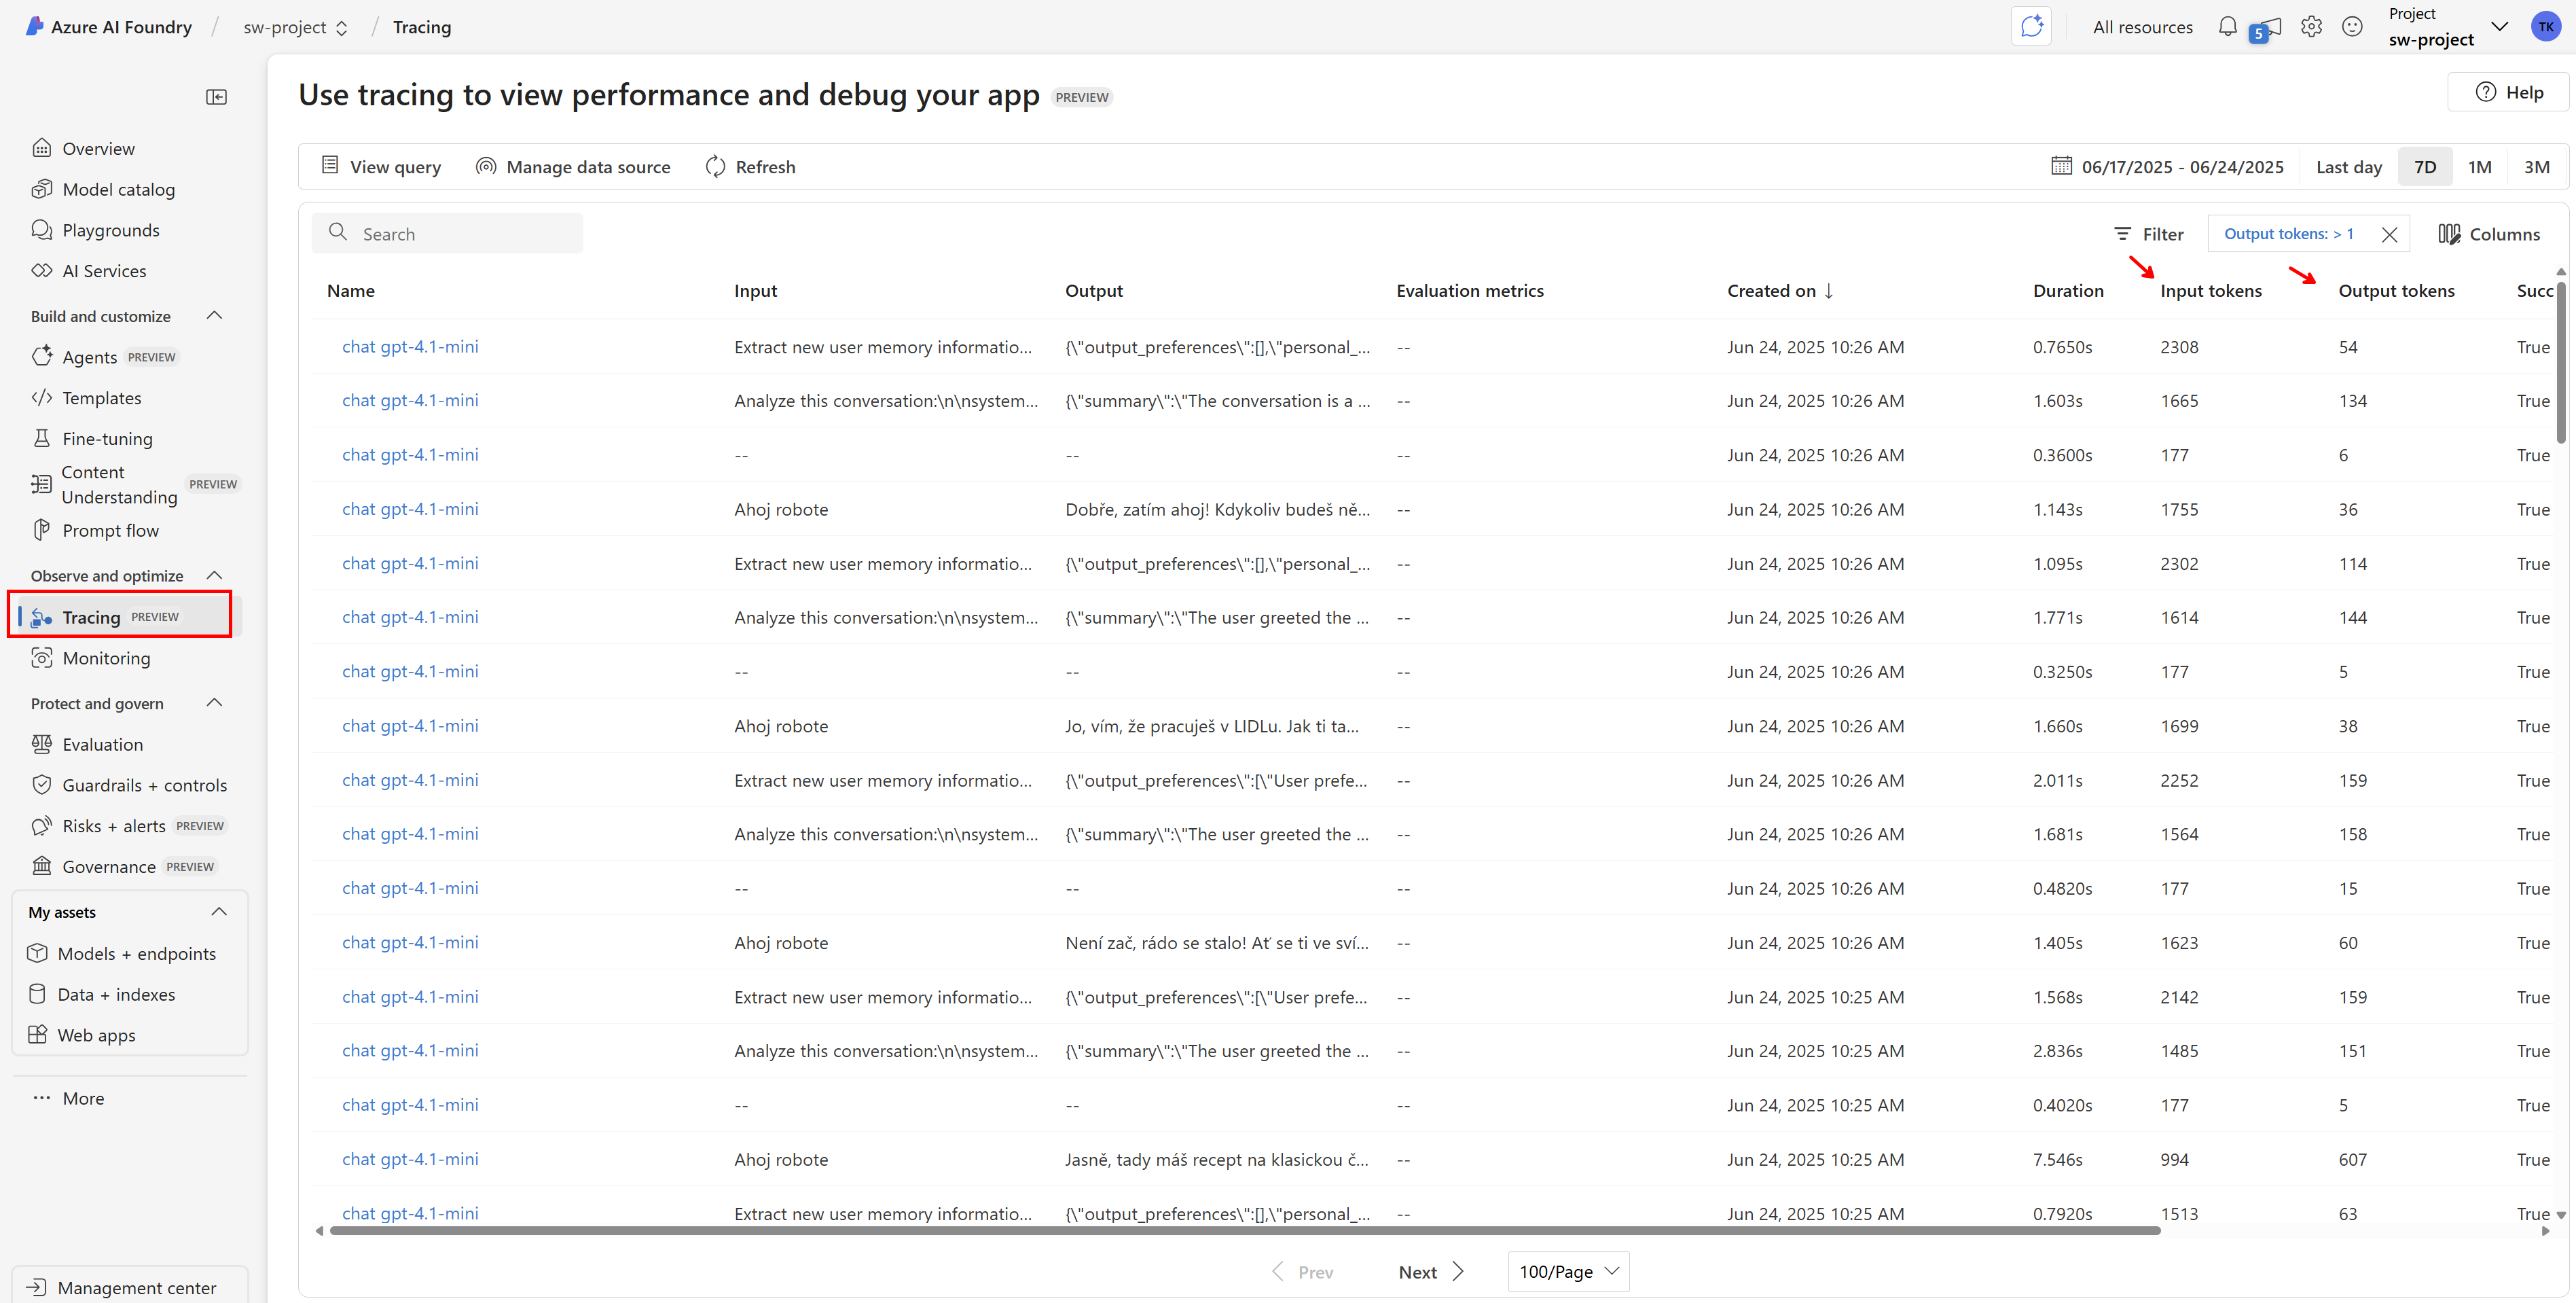 Azure AI Foundry / sw-project / Tracing
All resources
5
Project
sw-project
TK
Use tracing to view performance and debug your app PREVIEW
Help
Overview
Model catalog
Playgrounds
AI Services
Build and customize
Agents PREVIEW
Templates
Fine-tuning
Content
Understanding
PREVIEW
Prompt flow
Observe and optimize
Tracing PREVIEW
Monitoring
Protect and govern
Evaluation
Guardrails + controls
Risks + alerts PREVIEW
Governance PREVIEW
My assets
Models + endpoints
Data + indexes
Web apps
More
Management center
View query Manage data source Refresh 06/17/2025 - 06/24/2025 Last day 7D 1M 3M
Search Filter Output tokens: > 1 Columns
Name Input Output Evaluation metrics Created on ↓ Duration Input tokens Output tokens Succ
chat gpt-4.1-mini Extract new user memory informatio... {\"output_preferences\":[],\"personal_... -- Jun 24, 2025 10:26 AM 0.7650s 2308 54 True
chat gpt-4.1-mini Analyze this conversation:\n\nsystem... {\"summary\":\"The conversation is a ... -- Jun 24, 2025 10:26 AM 1.603s 1665 134 True
chat gpt-4.1-mini -- -- -- Jun 24, 2025 10:26 AM 0.3600s 177 6 True
chat gpt-4.1-mini Ahoj robote Dobře, zatím ahoj! Kdykoliv budeš ně... -- Jun 24, 2025 10:26 AM 1.143s 1755 36 True
chat gpt-4.1-mini Extract new user memory informatio... {\"output_preferences\":[],\"personal_... -- Jun 24, 2025 10:26 AM 1.095s 2302 114 True
chat gpt-4.1-mini Analyze this conversation:\n\nsystem... {\"summary\":\"The user greeted the ... -- Jun 24, 2025 10:26 AM 1.771s 1614 144 True
chat gpt-4.1-mini -- -- -- Jun 24, 2025 10:26 AM 0.3250s 177 5 True
chat gpt-4.1-mini Ahoj robote Jo, vím, že pracuješ v LIDLu. Jak ti ta... -- Jun 24, 2025 10:26 AM 1.660s 1699 38 True
chat gpt-4.1-mini Extract new user memory informatio... {\"output_preferences\":[\"User prefe... -- Jun 24, 2025 10:26 AM 2.011s 2252 159 True
chat gpt-4.1-mini Analyze this conversation:\n\nsystem... {\"summary\":\"The user greeted the ... -- Jun 24, 2025 10:26 AM 1.681s 1564 158 True
chat gpt-4.1-mini -- -- -- Jun 24, 2025 10:26 AM 0.4820s 177 15 True
chat gpt-4.1-mini Ahoj robote Není zač, rádo se stalo! Ať se ti ve sví... -- Jun 24, 2025 10:26 AM 1.405s 1623 60 True
chat gpt-4.1-mini Extract new user memory informatio... {\"output_preferences\":[\"User prefe... -- Jun 24, 2025 10:25 AM 1.568s 2142 159 True
chat gpt-4.1-mini Analyze this conversation:\n\nsystem... {\"summary\":\"The user greeted the ... -- Jun 24, 2025 10:25 AM 2.836s 1485 151 True
chat gpt-4.1-mini -- -- -- Jun 24, 2025 10:25 AM 0.4020s 177 5 True
chat gpt-4.1-mini Ahoj robote Jasně, tady máš recept na klasickou č... -- Jun 24, 2025 10:25 AM 7.546s 994 607 True
chat gpt-4.1-mini Extract new user memory informatio... {\"output_preferences\":[],\"personal_... -- Jun 24, 2025 10:25 AM 0.7920s 1513 63 True
Prev Next 100/Page